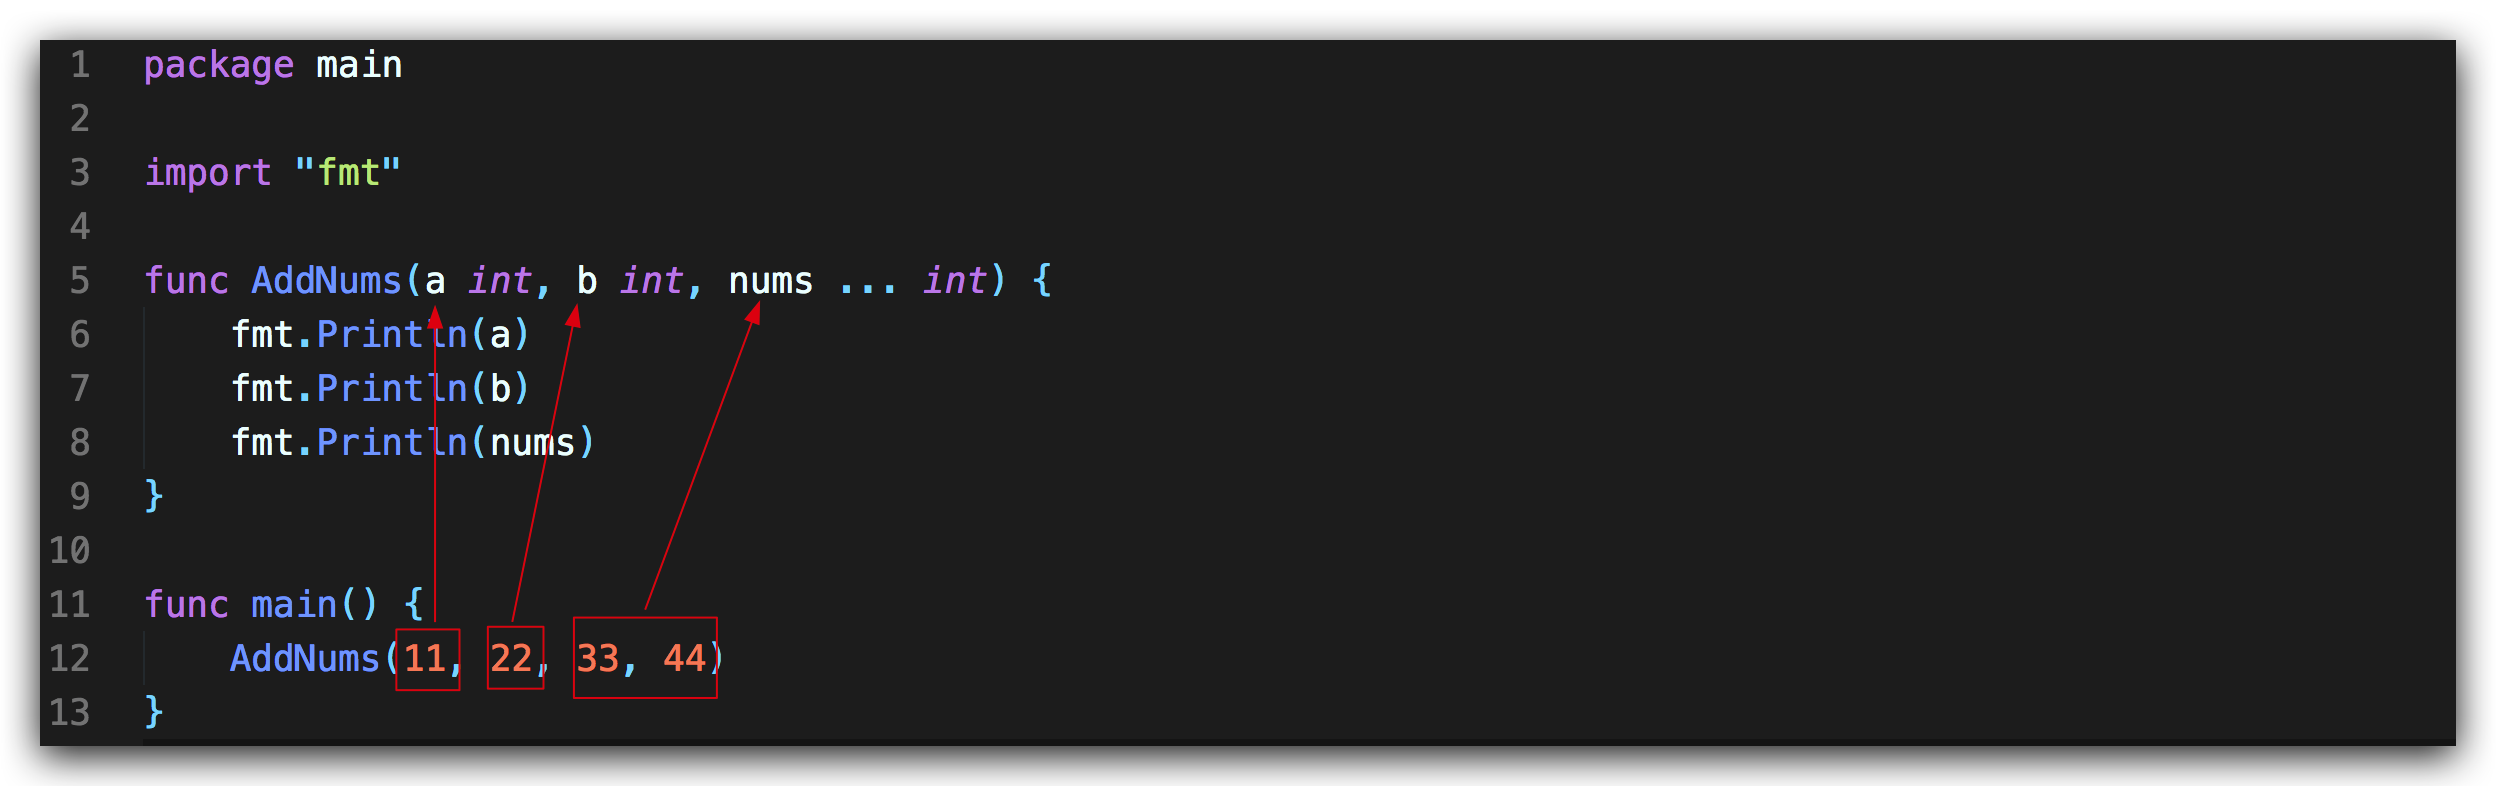 1 package main
2
3 import "fmt"
4
5 func AddNums(a int, b int, nums ... int) {
6     fmt.Println(a)
7     fmt.Println(b)
8     fmt.Println(nums)
9 }
10
11 func main() {
12     AddNums(11, 22, 33, 44)
13 }